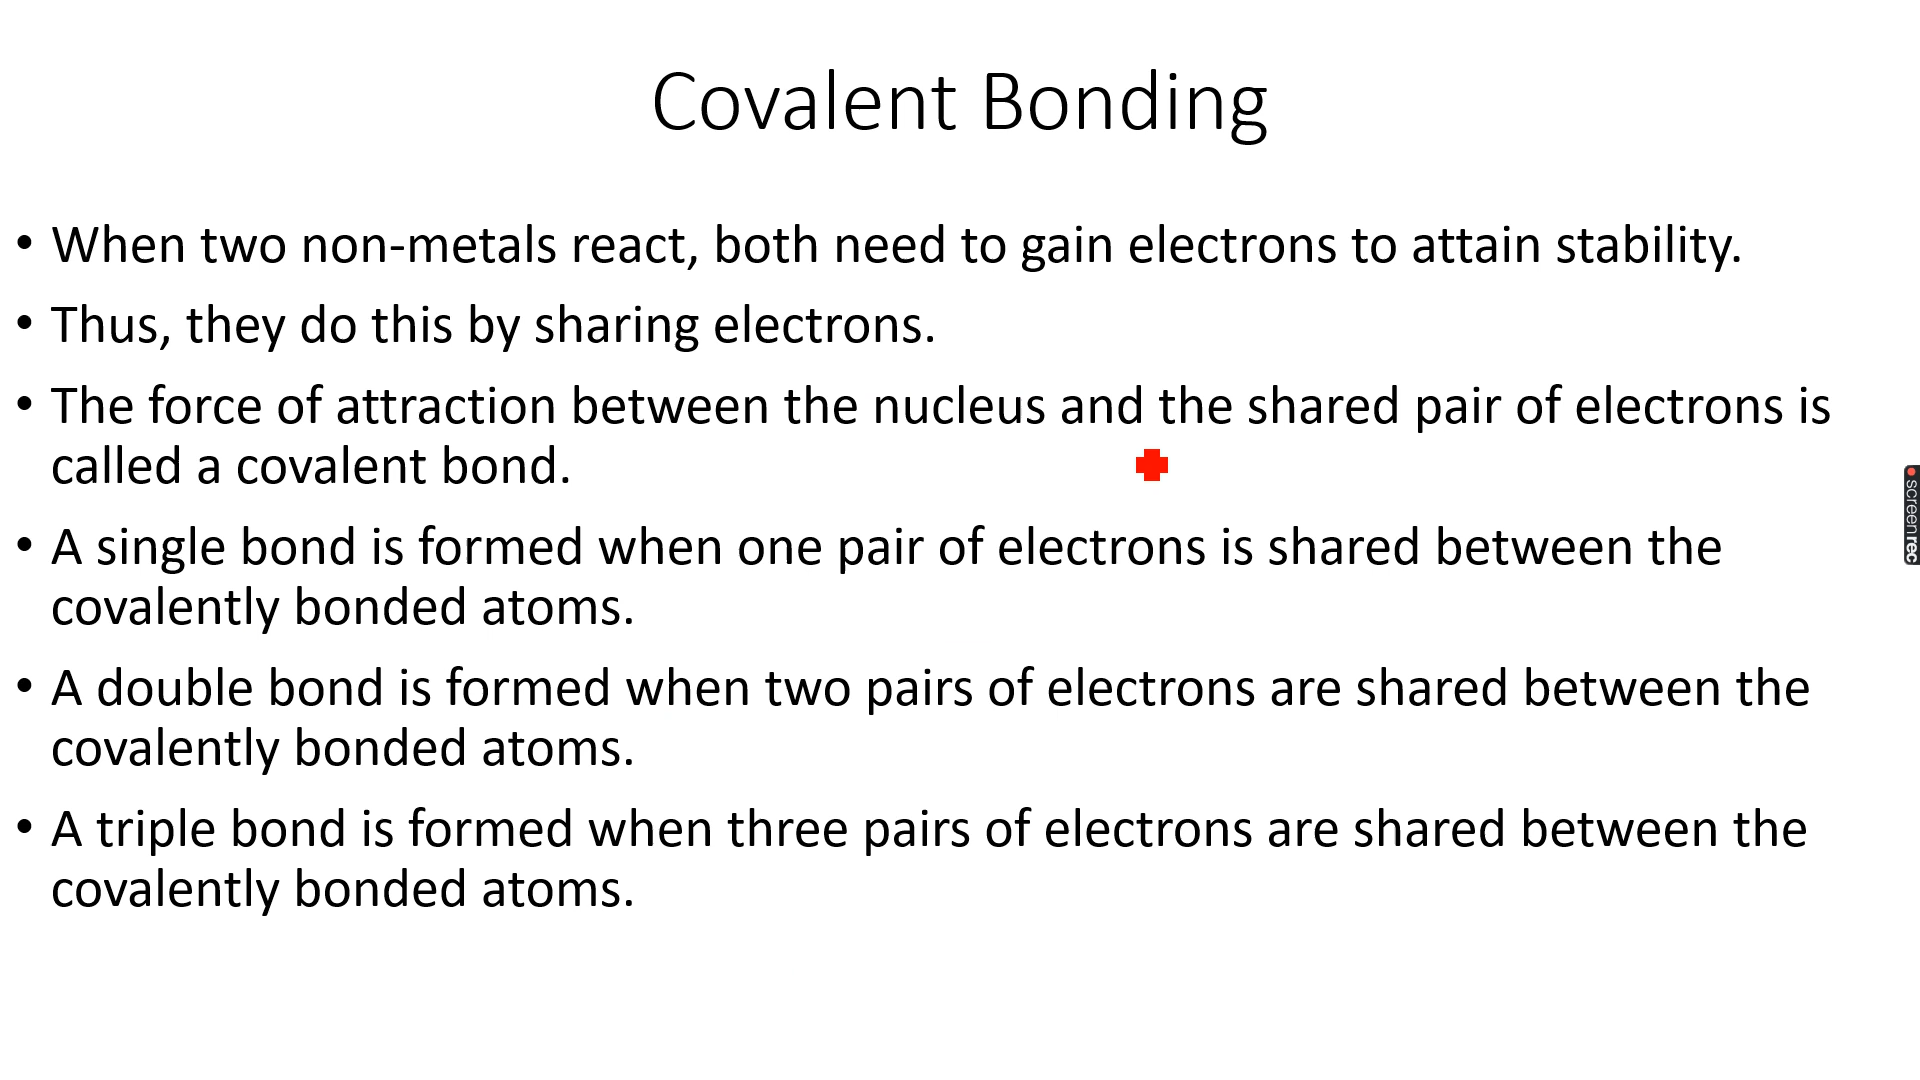 Covalent Bonding
• When two non-metals react, both need to gain electrons to attain stability.
• Thus, they do this by sharing electrons.
• The force of attraction between the nucleus and the shared pair of electrons is
called a covalent bond.
• A single bond is formed when one pair of electrons is shared between the
covalently bonded atoms.
• A double bond is formed when two pairs of electrons are shared between the
covalently bonded atoms.
• A triple bond is formed when three pairs of electrons are shared between the
covalently bonded atoms.
screenrec